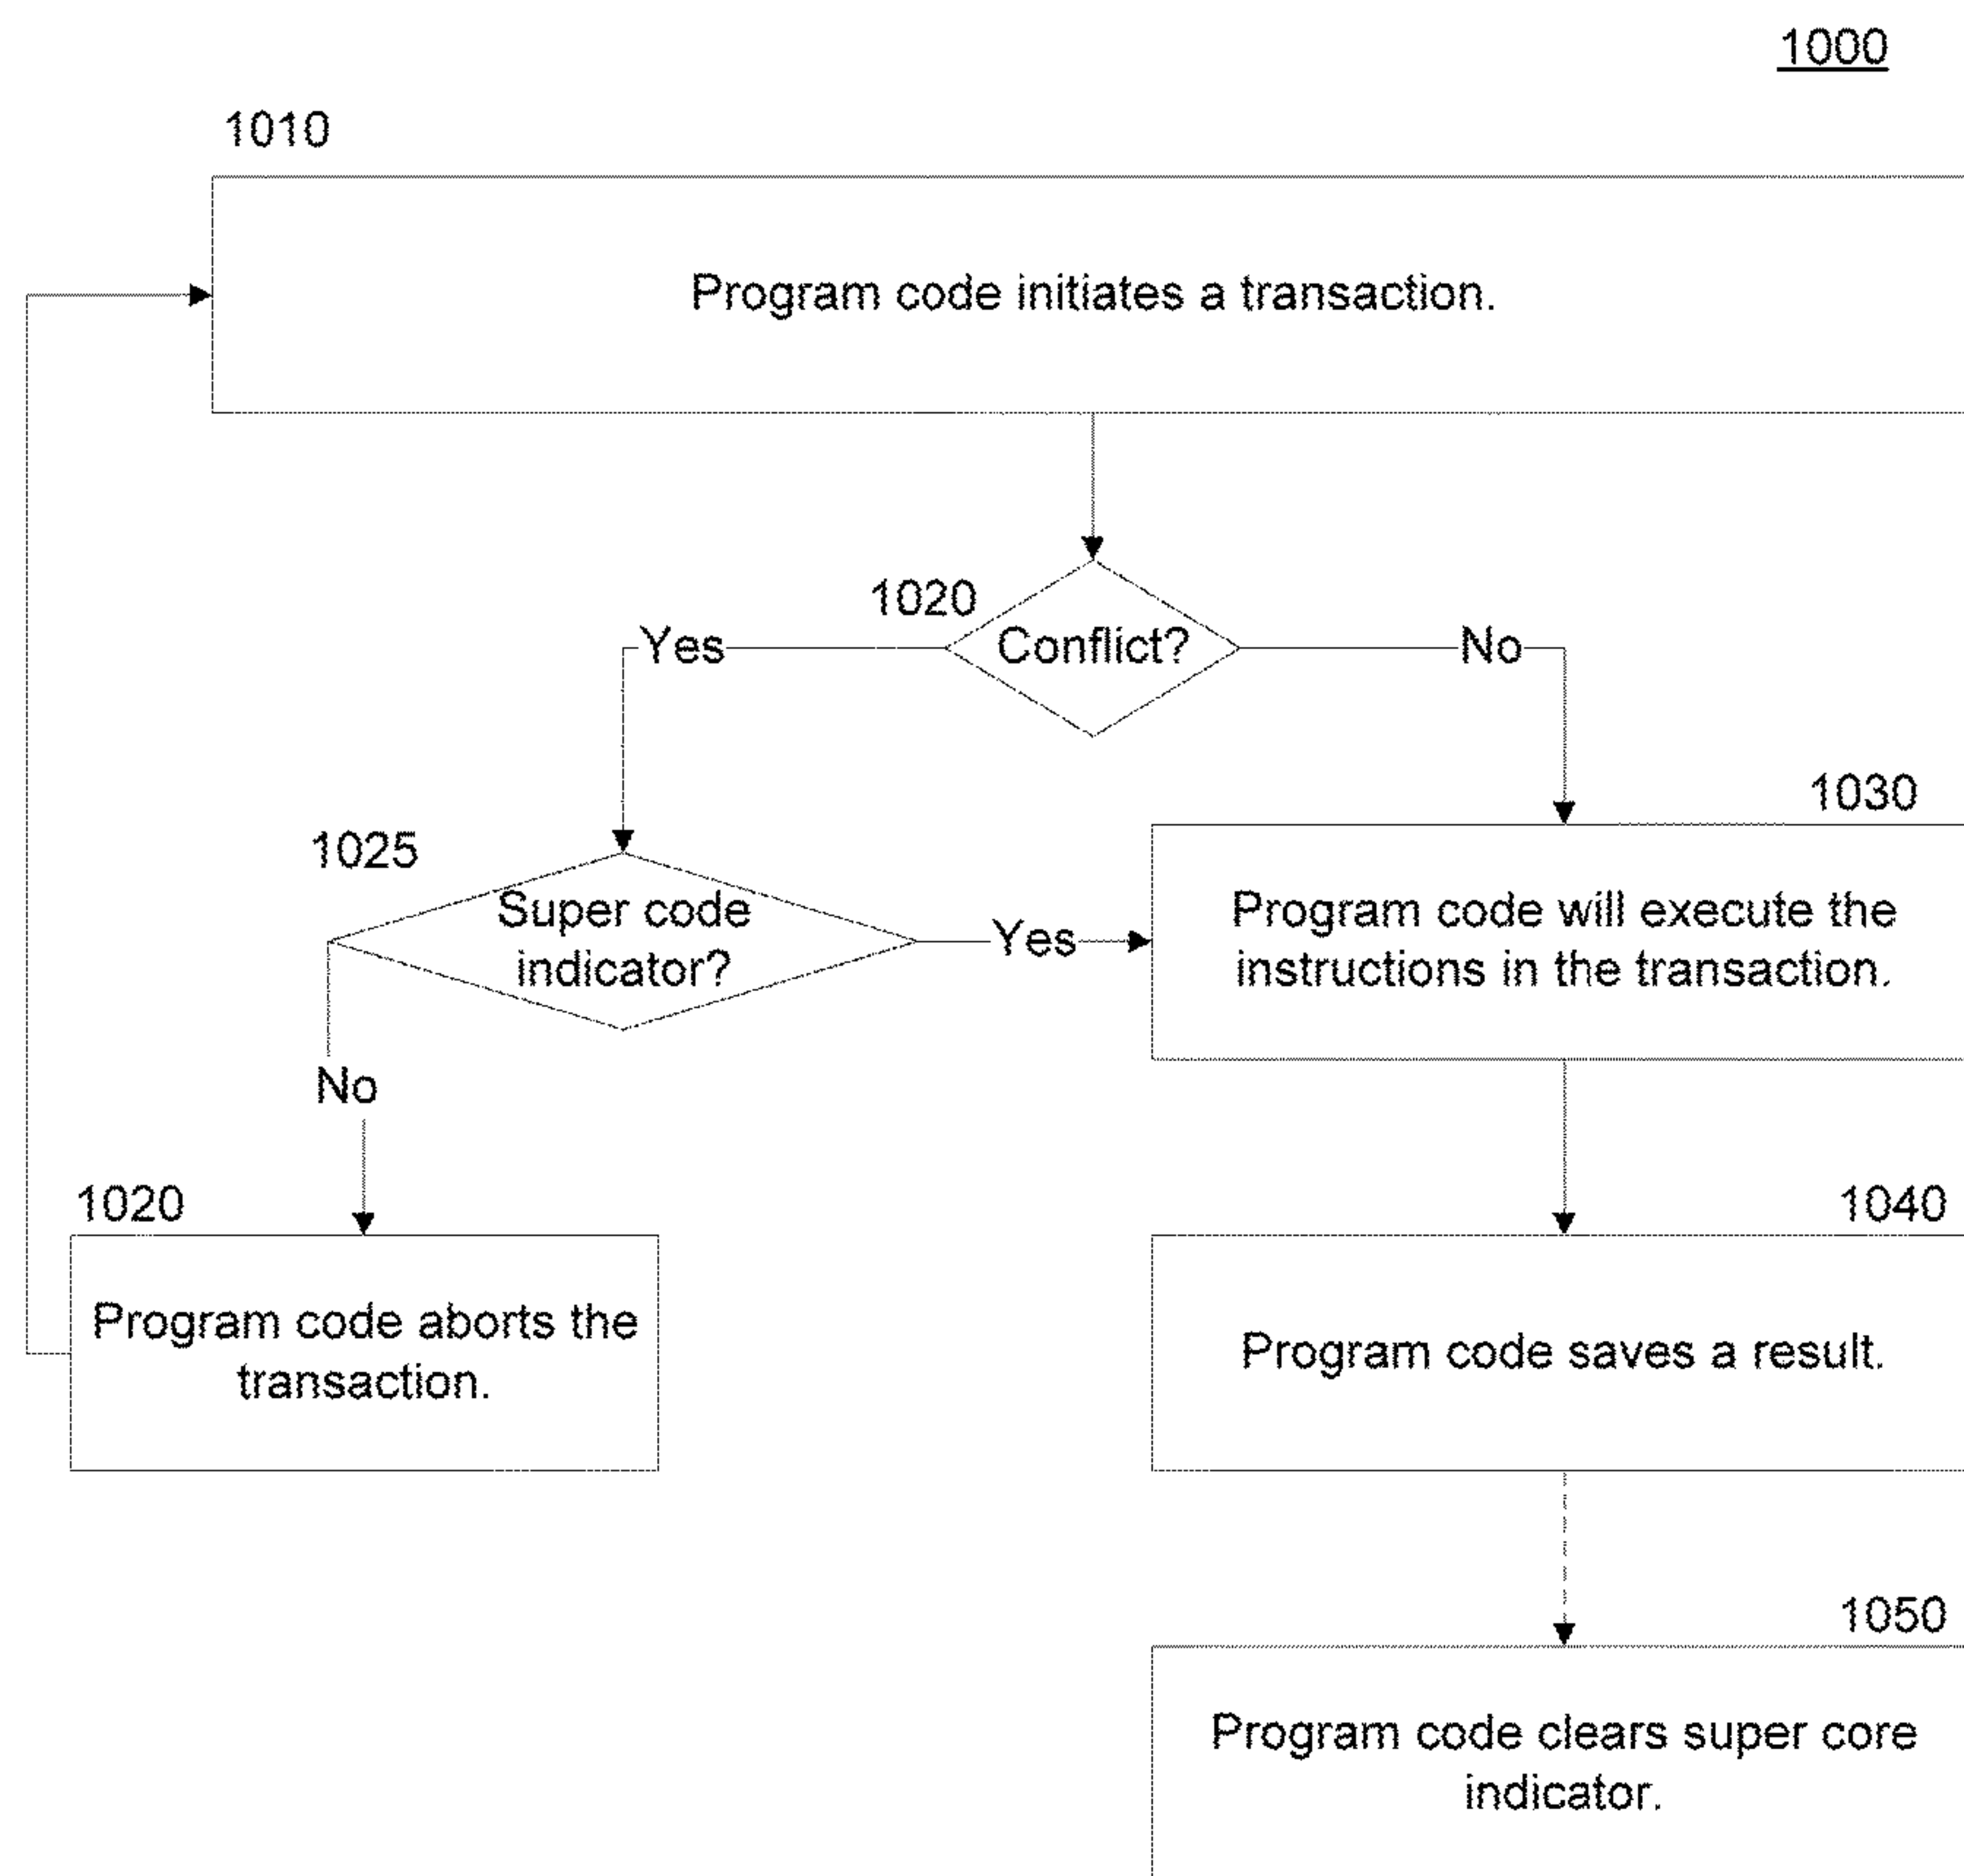 1000
1010
Program code initiates a transaction.
1020
Conflict?
Yes
No
1030
1025
Super code
indicator?
Yes
Program code will execute the
instructions in the transaction.
No
1020
Program code aborts the
transaction.
1040
Program code saves a result.
1050
Program code clears super core
indicator.